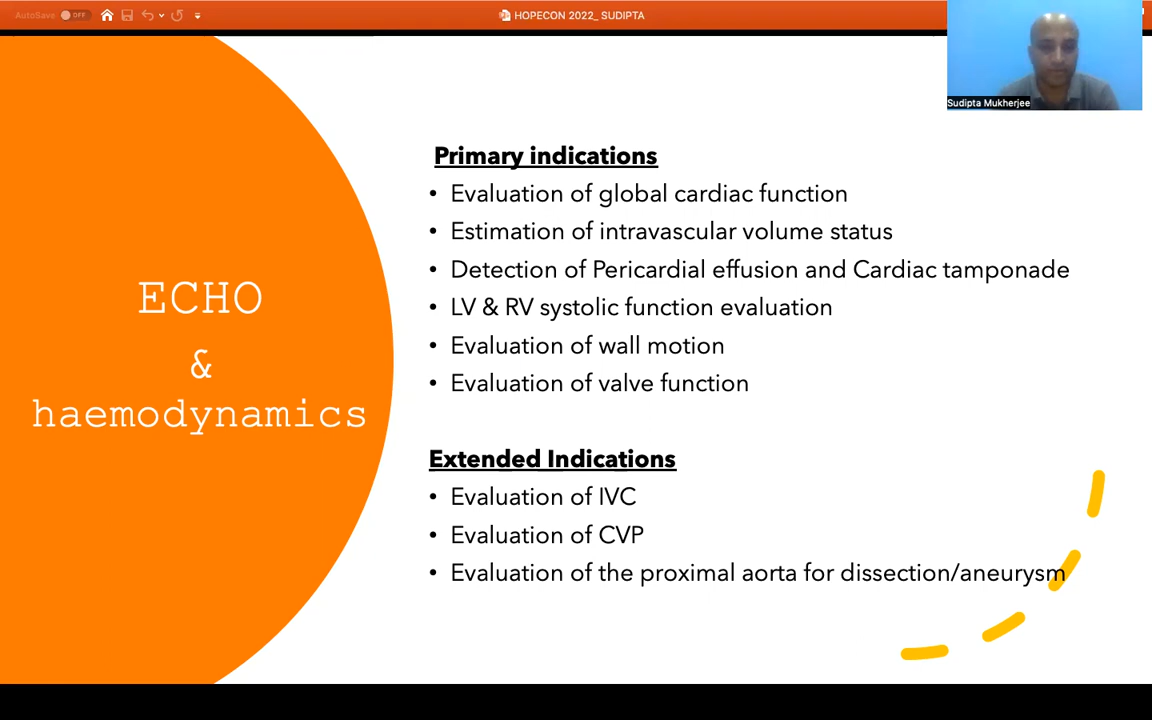 AutoSave OFF
HOPECON 2022_ SUDIPTA
Sudipta Mukherjee
ECHO
&
haemodynamics
Primary indications
• Evaluation of global cardiac function
• Estimation of intravascular volume status
• Detection of Pericardial effusion and Cardiac tamponade
• LV & RV systolic function evaluation
• Evaluation of wall motion
• Evaluation of valve function
Extended Indications
• Evaluation of IVC
• Evaluation of CVP
• Evaluation of the proximal aorta for dissection/aneurysm